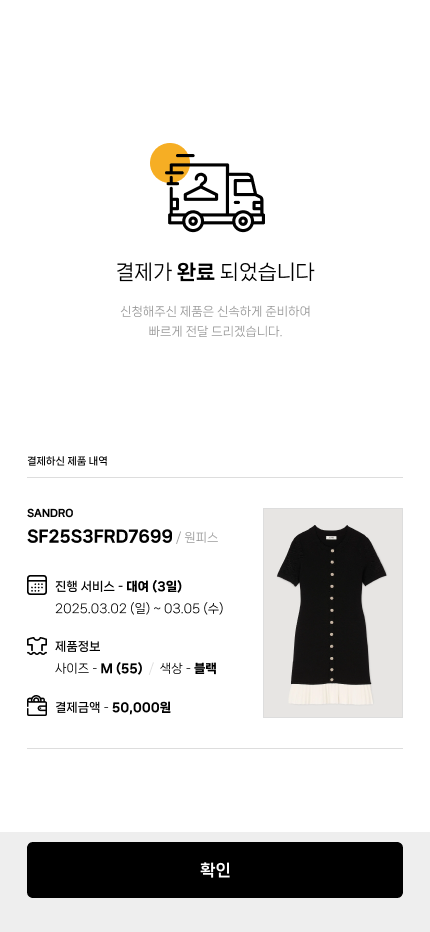 결제가 완료 되었습니다
신청해주신 제품은 신속하게 준비하여
빠르게 전달 드리겠습니다.
결제하신 제품 내역
SANDRO
SF25S3FRD7699 / 원피스
진행 서비스 - 대여 (3일)
2025.03.02 (일) ~ 03.05 (수)
제품정보
사이즈 - M (55) / 색상 - 블랙
결제금액 - 50,000원
확인